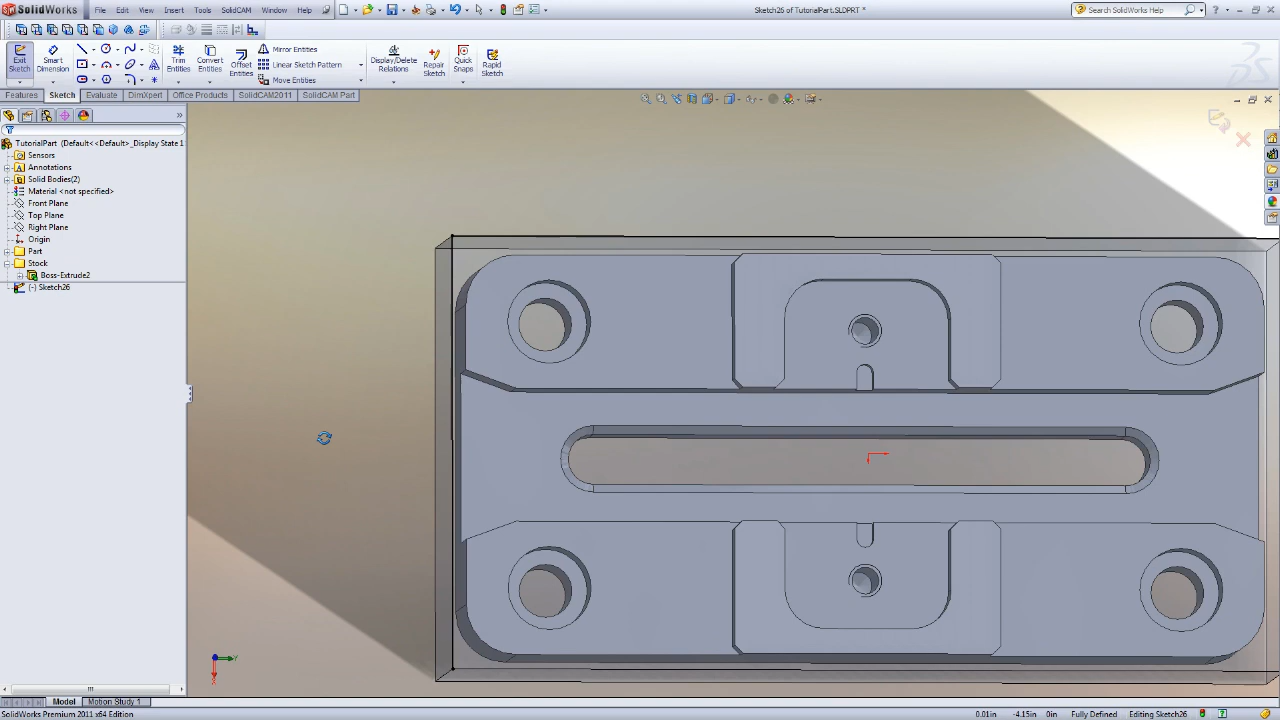 SolidWorks File Edit View Insert Tools SolidCAM Window Help Sketch26 of TutorialPart.SLDPRT * Search SolidWorks Help
Exit Sketch Smart Dimension Trim Entities Convert Entities Offset Entities Mirror Entities Linear Sketch Pattern Move Entities Display/Delete Relations Repair Sketch Quick Snaps Rapid Sketch
Features Sketch Evaluate DimXpert Office Products SolidCAM2011 SolidCAM Part
TutorialPart (Default<<Default>_Display State 1
Sensors
Annotations
Solid Bodies(2)
Material <not specified>
Front Plane
Top Plane
Right Plane
Origin
Part
Stock
Boss-Extrude2
(-) Sketch26
Y
X
Model Motion Study 1
SolidWorks Premium 2011 x64 Edition 0.01in -4.15in 0in Fully Defined Editing Sketch26